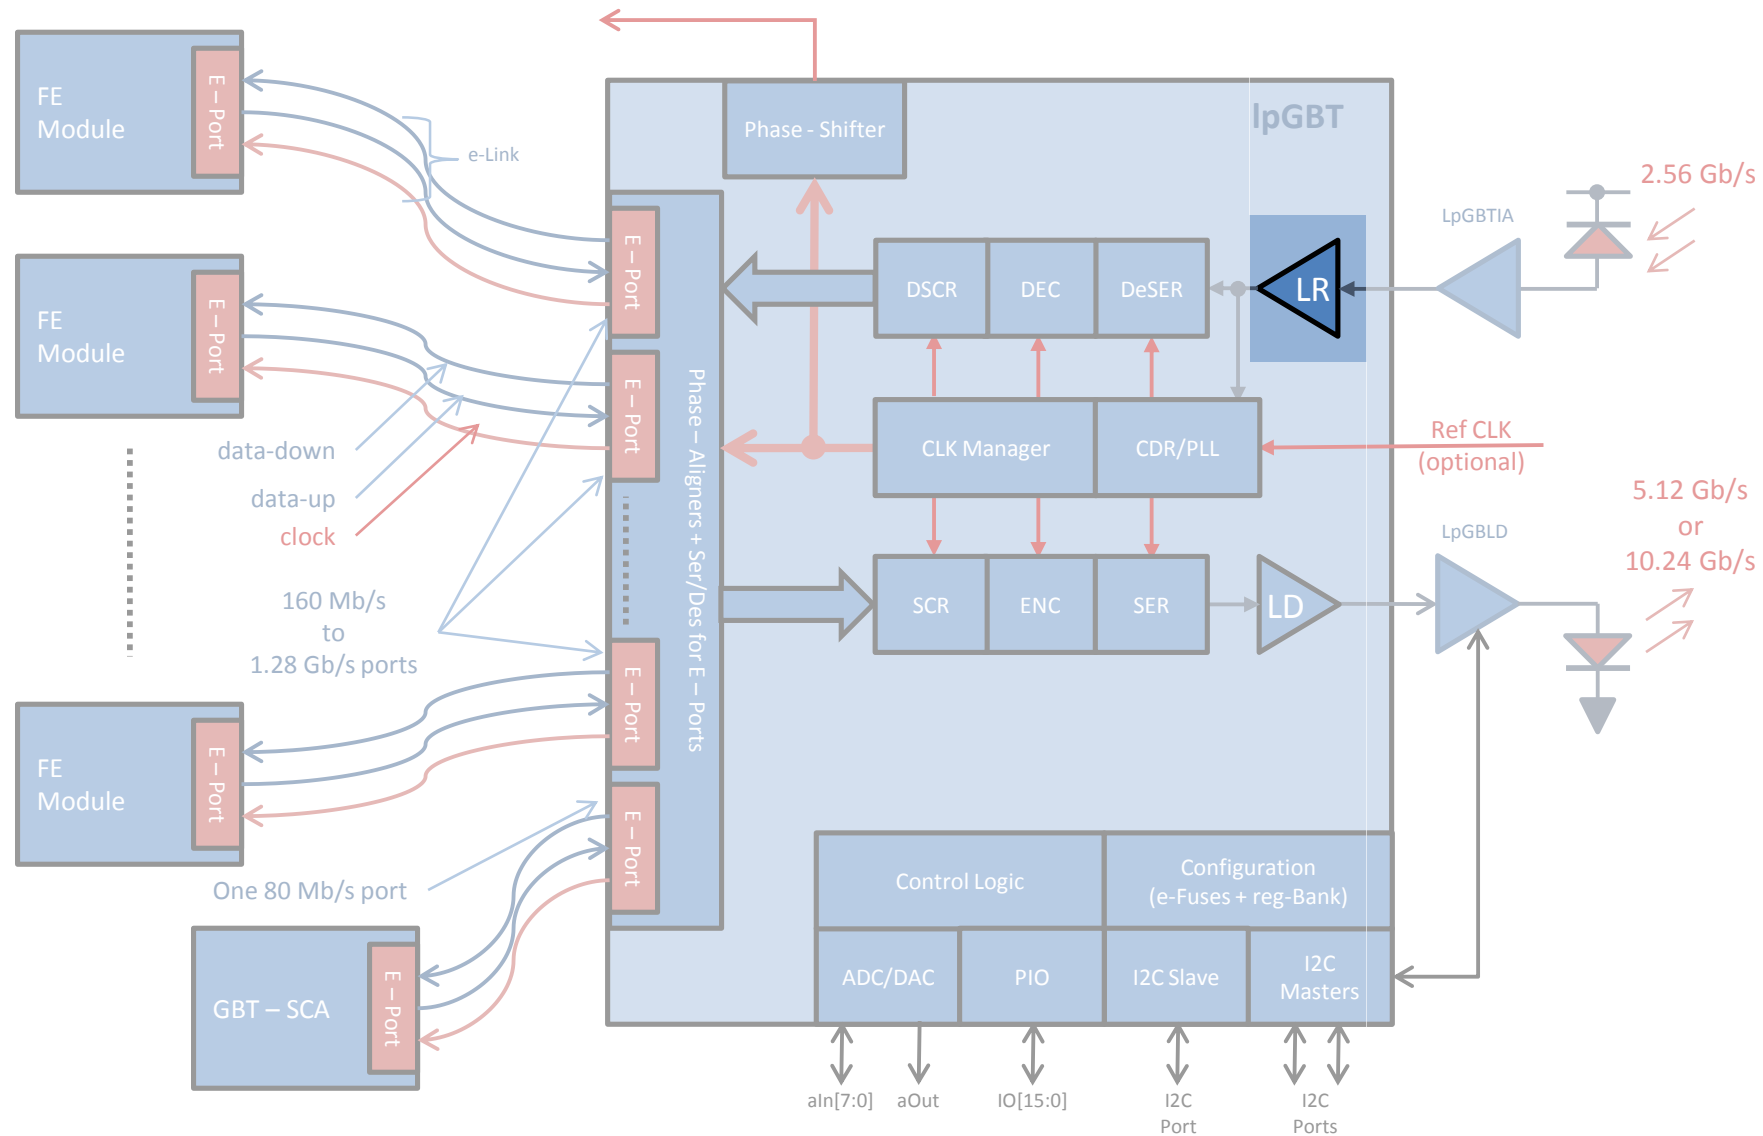 FE
Module
E – Port
e-Link
FE
Module
E – Port
data-down
data-up
clock
160 Mb/s
to
1.28 Gb/s ports
FE
Module
E – Port
One 80 Mb/s port
GBT – SCA
E – Port
lpGBT
Phase - Shifter
E – Port
E – Port
E – Port
E – Port
Phase – Aligners + Ser/Des for E – Ports
DSCR
DEC
DeSER
LR
CLK Manager
CDR/PLL
SCR
ENC
SER
LD
LpGBTIA
2.56 Gb/s
Ref CLK
(optional)
LpGBLD
5.12 Gb/s
or
10.24 Gb/s
Control Logic
Configuration
(e-Fuses + reg-Bank)
ADC/DAC
PIO
I2C Slave
I2C
Masters
aIn[7:0]
aOut
IO[15:0]
I2C
Port
I2C
Ports